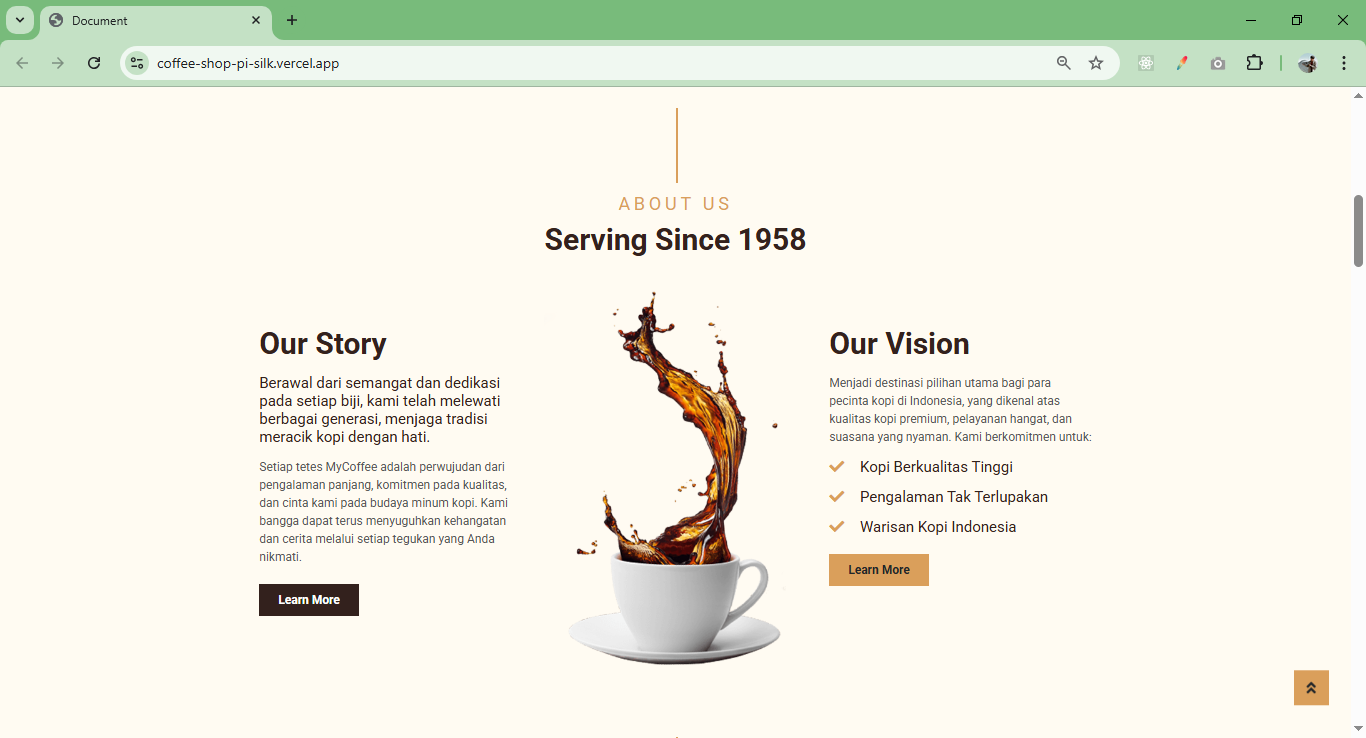 Document
coffee-shop-pi-silk.vercel.app
ABOUT US
Serving Since 1958
Our Story
Berawal dari semangat dan dedikasi
pada setiap biji, kami telah melewati
berbagai generasi, menjaga tradisi
meracik kopi dengan hati.
Setiap tetes MyCoffee adalah perwujudan dari
pengalaman panjang, komitmen pada kualitas,
dan cinta kami pada budaya minum kopi. Kami
bangga dapat terus menyuguhkan kehangatan
dan cerita melalui setiap tegukan yang Anda
nikmati.
Learn More
Our Vision
Menjadi destinasi pilihan utama bagi para
pecinta kopi di Indonesia, yang dikenal atas
kualitas kopi premium, pelayanan hangat, dan
suasana yang nyaman. Kami berkomitmen untuk:
Kopi Berkualitas Tinggi
Pengalaman Tak Terlupakan
Warisan Kopi Indonesia
Learn More